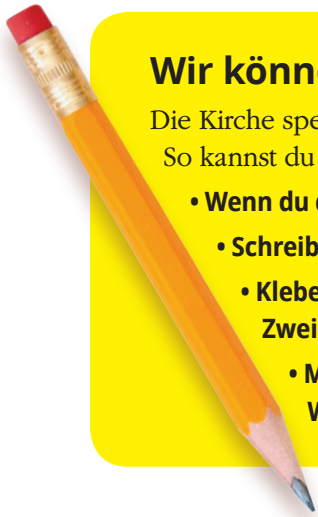 Wir könn
Die Kirche spe
So kannst du
• Wenn du
• Schreib
• Klebe
Zwei
• M
W